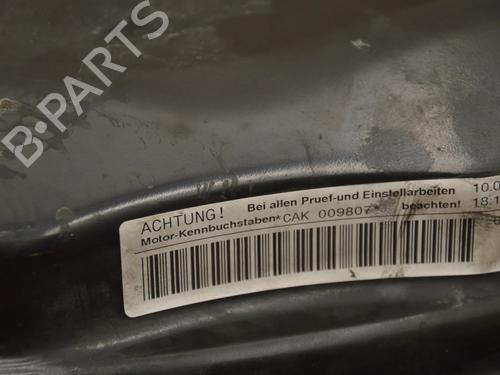 B-PARTS
ACHTUNG! Bei allen Pruef-und Einstellarbeiten 10.0
Motor-Kennbuchstaben*CAK 009807* beachten! 18.1